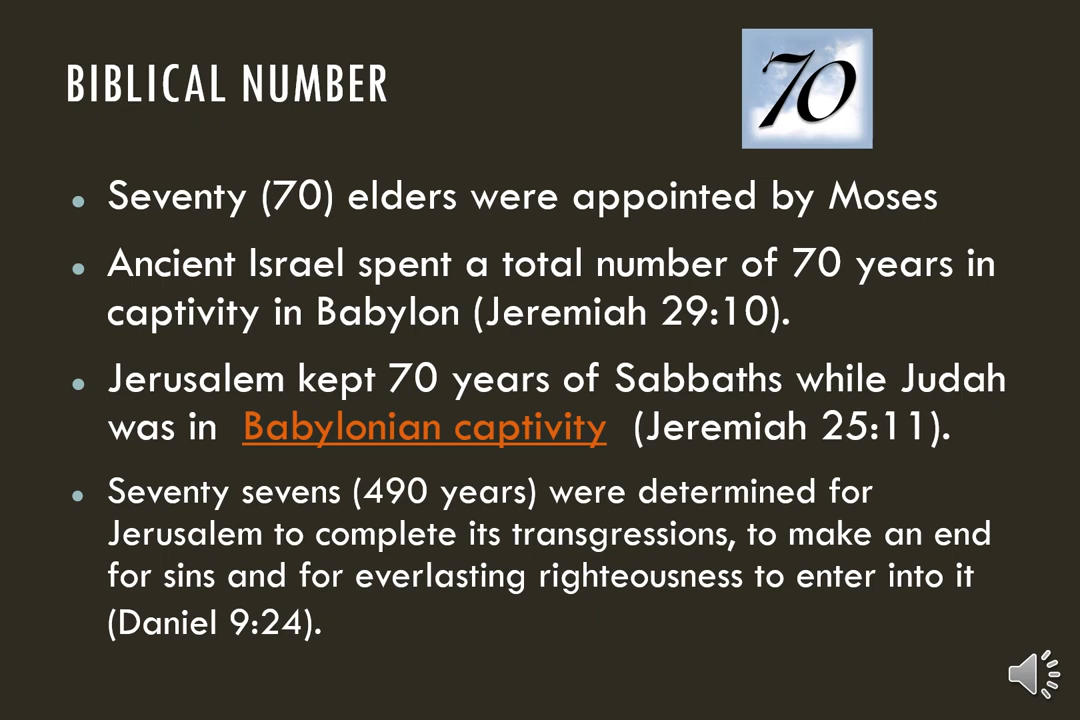 BIBLICAL NUMBER
70
Seventy (70) elders were appointed by Moses
Ancient Israel spent a total number of 70 years in
captivity in Babylon (Jeremiah 29:10).
Jerusalem kept 70 years of Sabbaths while Judah
was in Babylonian captivity (Jeremiah 25:11).
Seventy sevens (490 years) were determined for
Jerusalem to complete its transgressions, to make an end
for sins and for everlasting righteousness to enter into it
(Daniel 9:24).